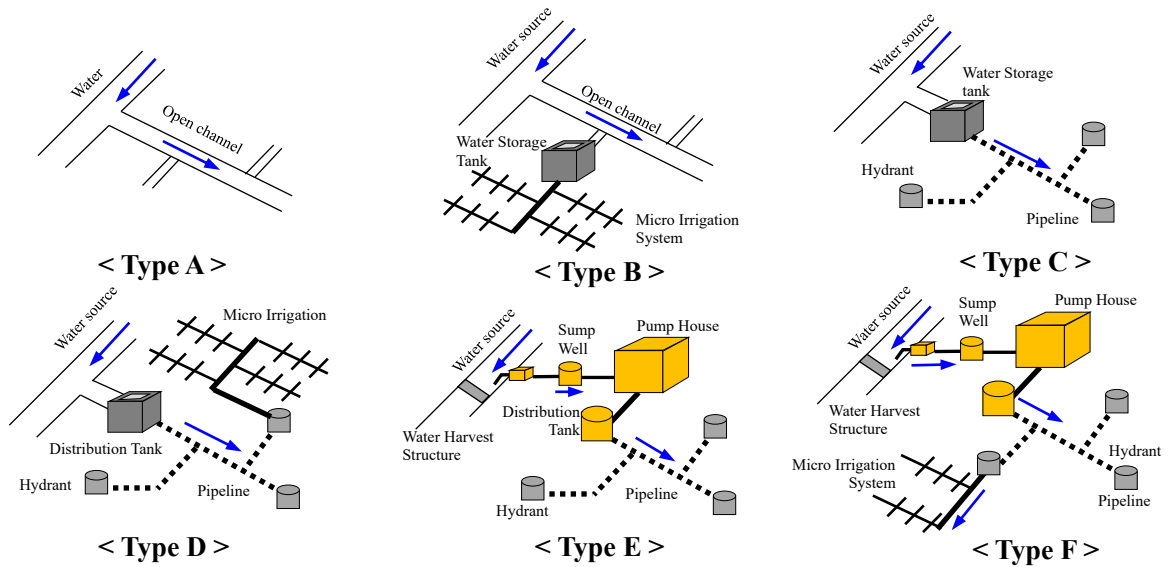 Water
Open channel
< Type A >
Water source
Open channel
Water Storage
Tank
Micro Irrigation
System
< Type B >
Water source
Water Storage
tank
Hydrant
Pipeline
< Type C >
Water source
Micro Irrigation
Distribution Tank
Hydrant
Pipeline
< Type D >
Water source
Sump
Well
Pump House
Distribution
Tank
Water Harvest
Structure
Hydrant
Pipeline
< Type E >
Water source
Sump
Well
Pump House
Water Harvest
Structure
Micro Irrigation
System
Hydrant
Pipeline
< Type F >